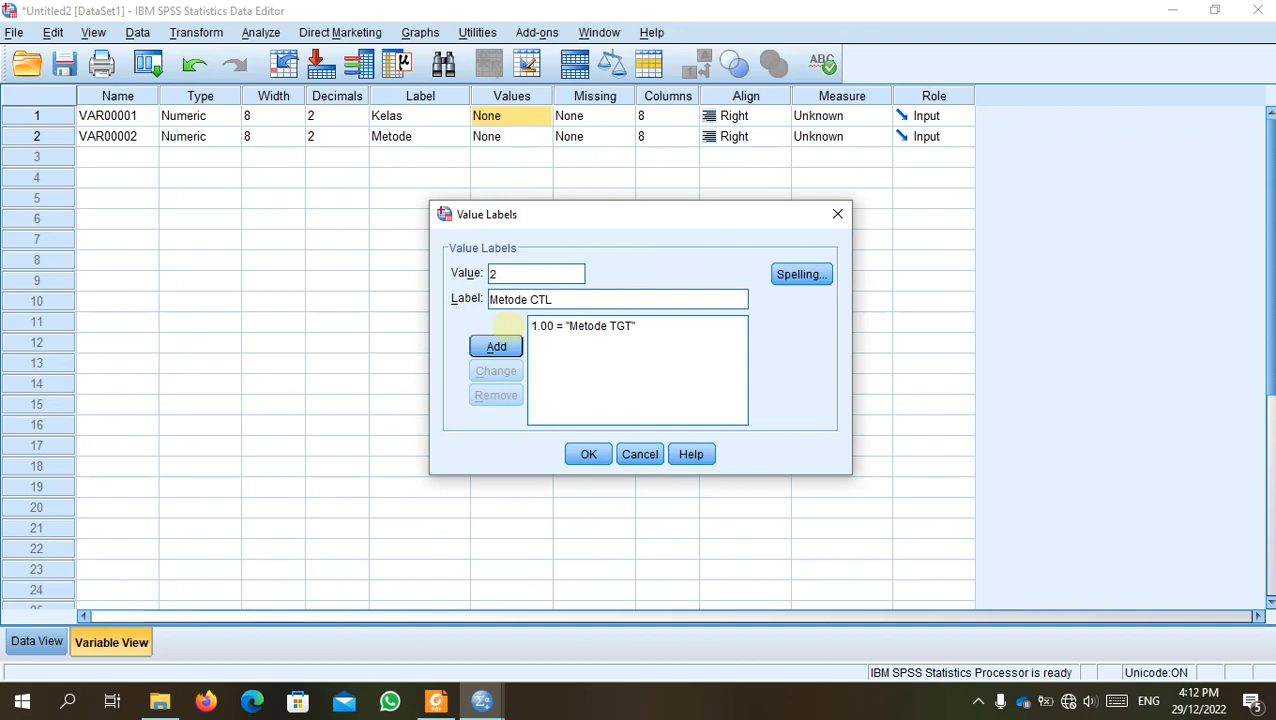 *Untitled2 [DataSet1] - IBM SPSS Statistics Data Editor
File Edit View Data Transform Analyze Direct Marketing Graphs Utilities Add-ons Window Help
Name Type Width Decimals Label Values Missing Columns Align Measure Role
1 VAR00001 Numeric 8 2 Kelas None None 8 Right Unknown Input
2 VAR00002 Numeric 8 2 Metode None None 8 Right Unknown Input
3
4
5
6
7
8
9
10
11
12
13
14
15
16
17
18
19
20
21
22
23
24
Value Labels
Value Labels
Value: 2
Spelling...
Label: Metode CTL
1.00 = "Metode TGT"
Add
Change
Remove
OK Cancel Help
Data View Variable View
IBM SPSS Statistics Processor is ready Unicode:ON
ENG
4:12 PM
29/12/2022
5